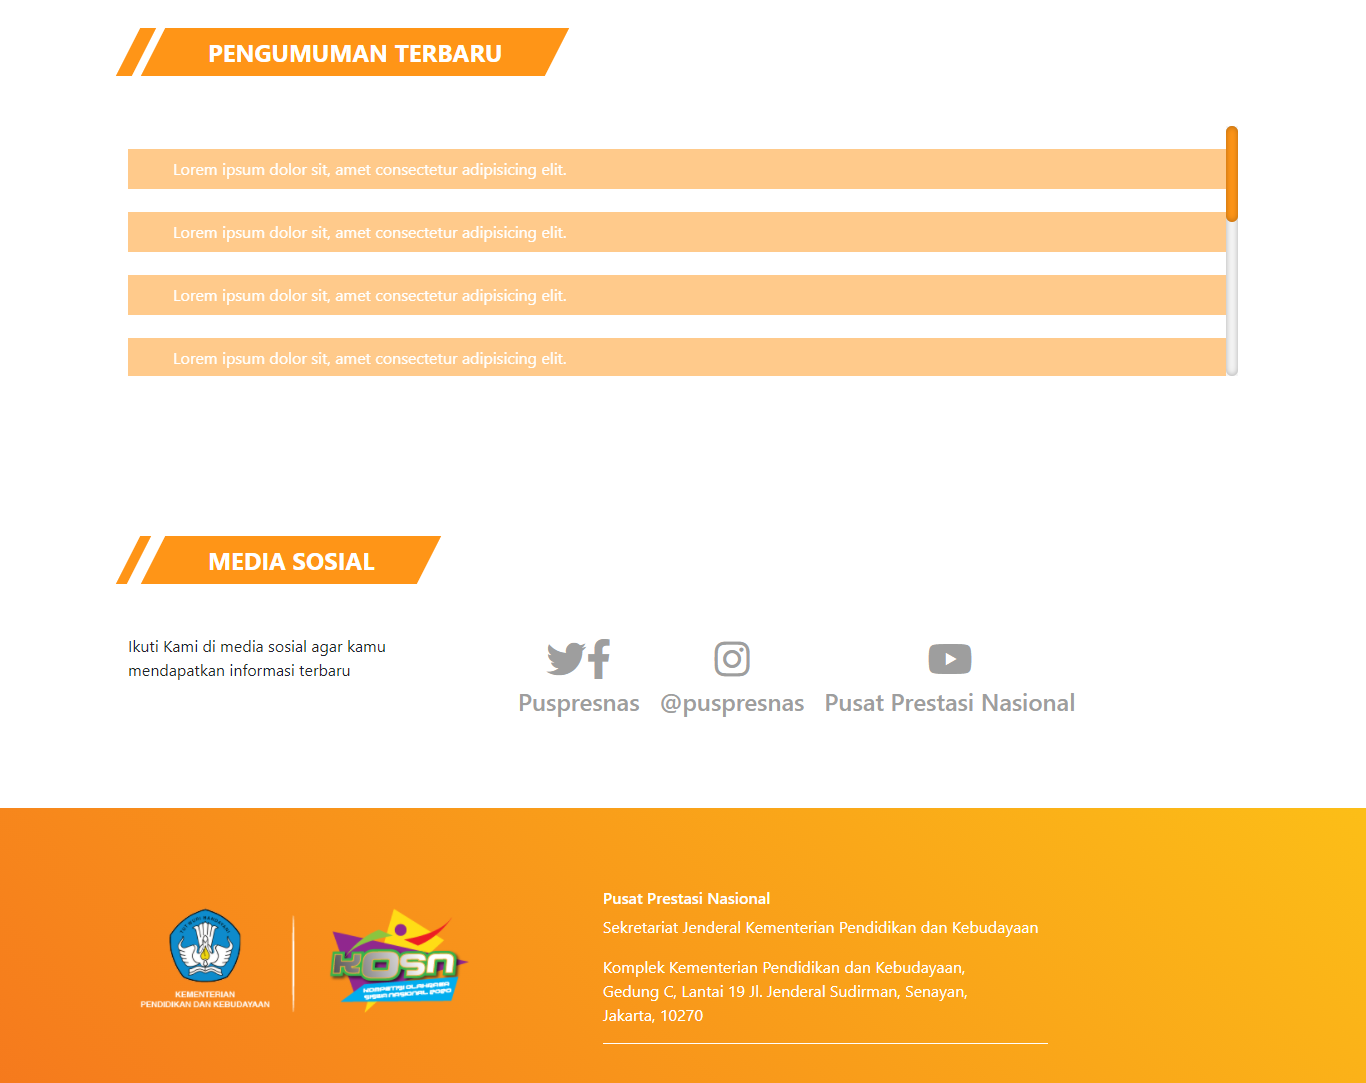 PENGUMUMAN TERBARU
Lorem ipsum dolor sit, amet consectetur adipisicing elit.
Lorem ipsum dolor sit, amet consectetur adipisicing elit.
Lorem ipsum dolor sit, amet consectetur adipisicing elit.
Lorem ipsum dolor sit, amet consectetur adipisicing elit.
MEDIA SOSIAL
Ikuti Kami di media sosial agar kamu
mendapatkan informasi terbaru
Puspresnas
@puspresnas
Pusat Prestasi Nasional
KEMENTERIAN
PENDIDIKAN DAN KEBUDAYAAN
KOSN
KOMPETISI OLAHRAGA
SISWA NASIONAL 2020
Pusat Prestasi Nasional
Sekretariat Jenderal Kementerian Pendidikan dan Kebudayaan
Komplek Kementerian Pendidikan dan Kebudayaan,
Gedung C, Lantai 19 Jl. Jenderal Sudirman, Senayan,
Jakarta, 10270